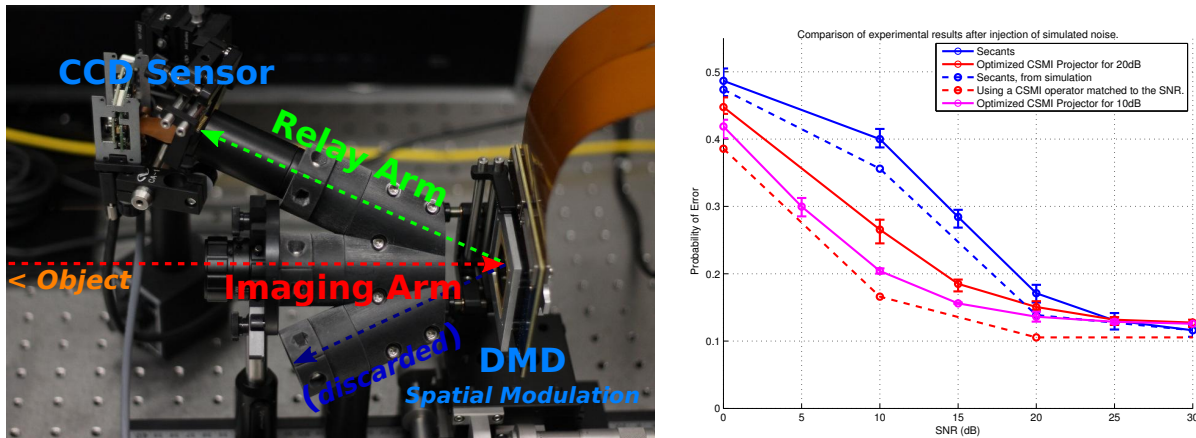 CCD Sensor
Relay Arm
< Object
Imaging Arm
(discarded)
DMD
Spatial Modulation
Comparison of experimental results after injection of simulated noise.
Secants
Optimized CSMI Projector for 20dB
Secants, from simulation
Using a CSMI operator matched to the SNR.
Optimized CSMI Projector for 10dB
Probability of Error
0.5
0.4
0.3
0.2
0.1
0
0 5 10 15 20 25 30
SNR (dB)